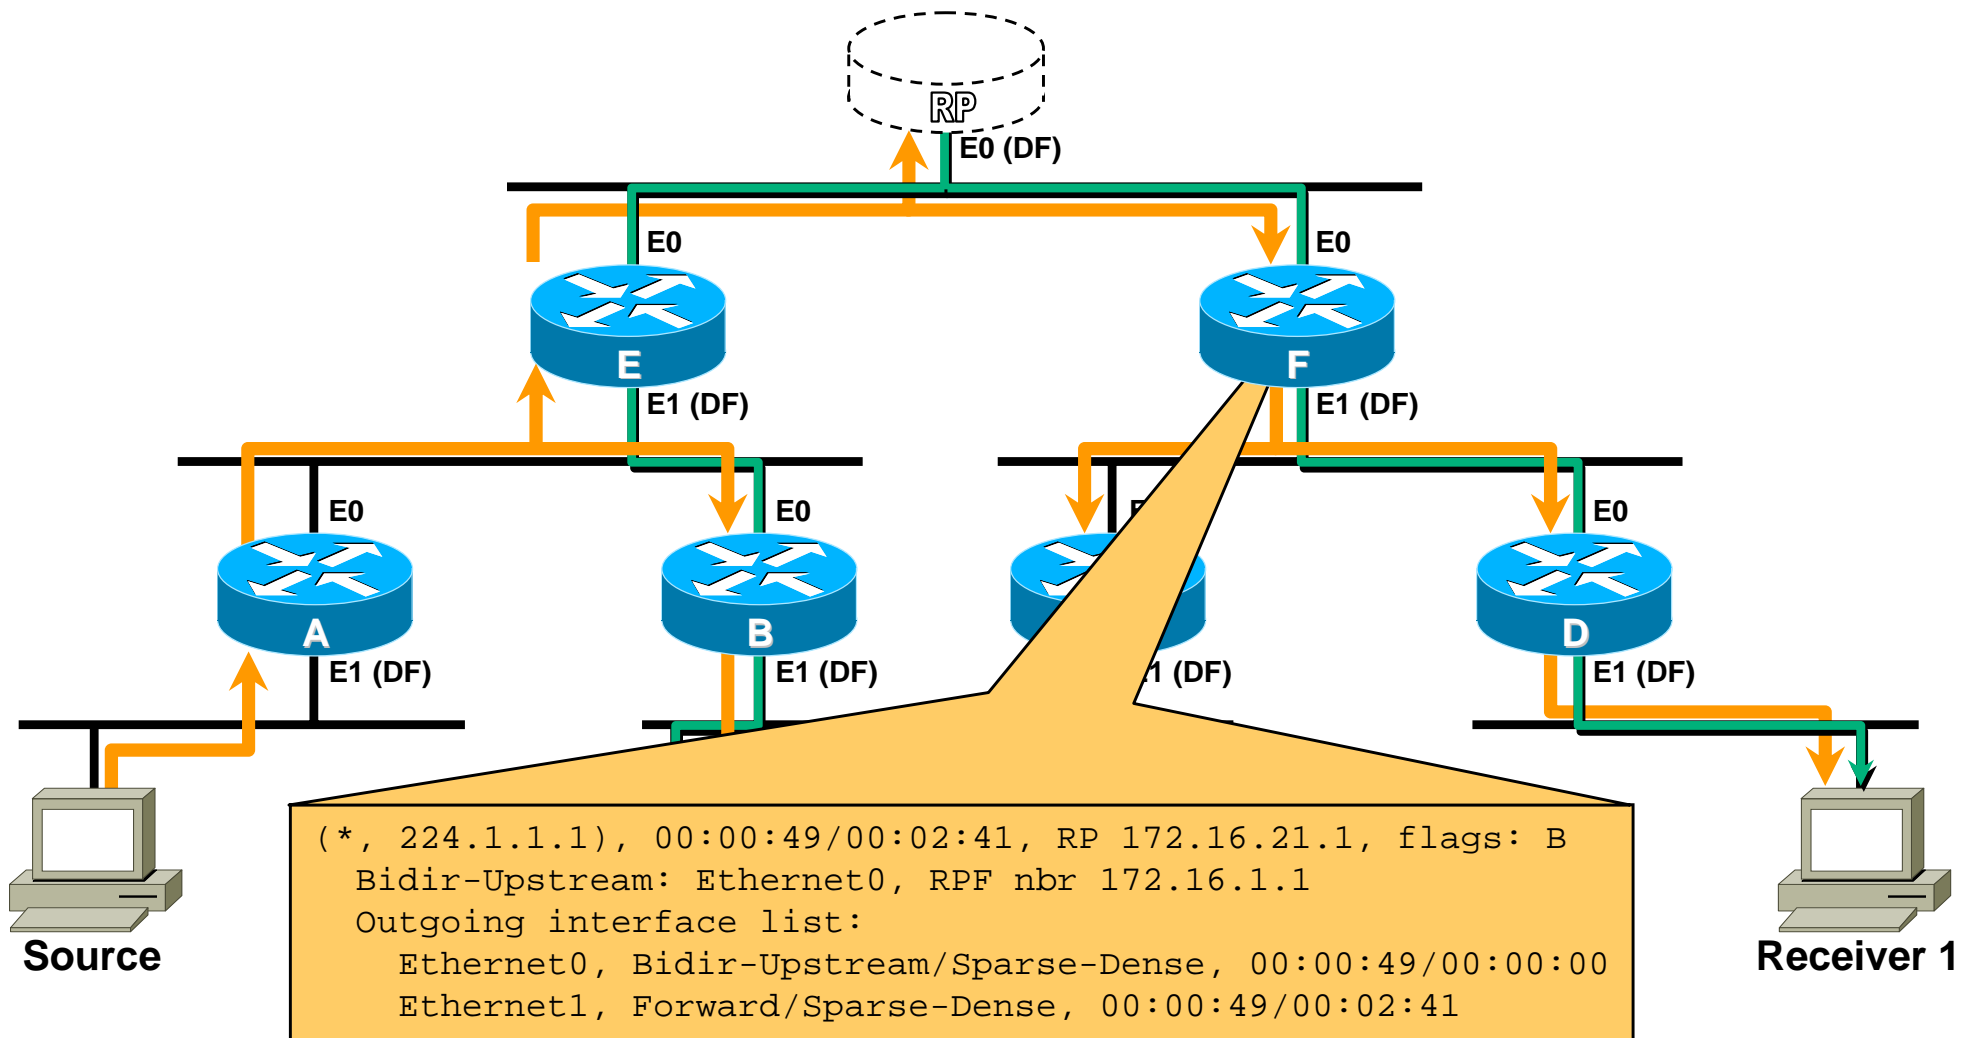 RP
E0 (DF)
E0
E0
E
F
E1 (DF)
E1 (DF)
E0
E0
E0
A
B
D
E1 (DF)
E1 (DF)
(DF)
E1 (DF)
(*, 224.1.1.1), 00:00:49/00:02:41, RP 172.16.21.1, flags: B
Bidir-Upstream: Ethernet0, RPF nbr 172.16.1.1
Outgoing interface list:
Ethernet0, Bidir-Upstream/Sparse-Dense, 00:00:49/00:00:00
Ethernet1, Forward/Sparse-Dense, 00:00:49/00:02:41
Source
Receiver 1